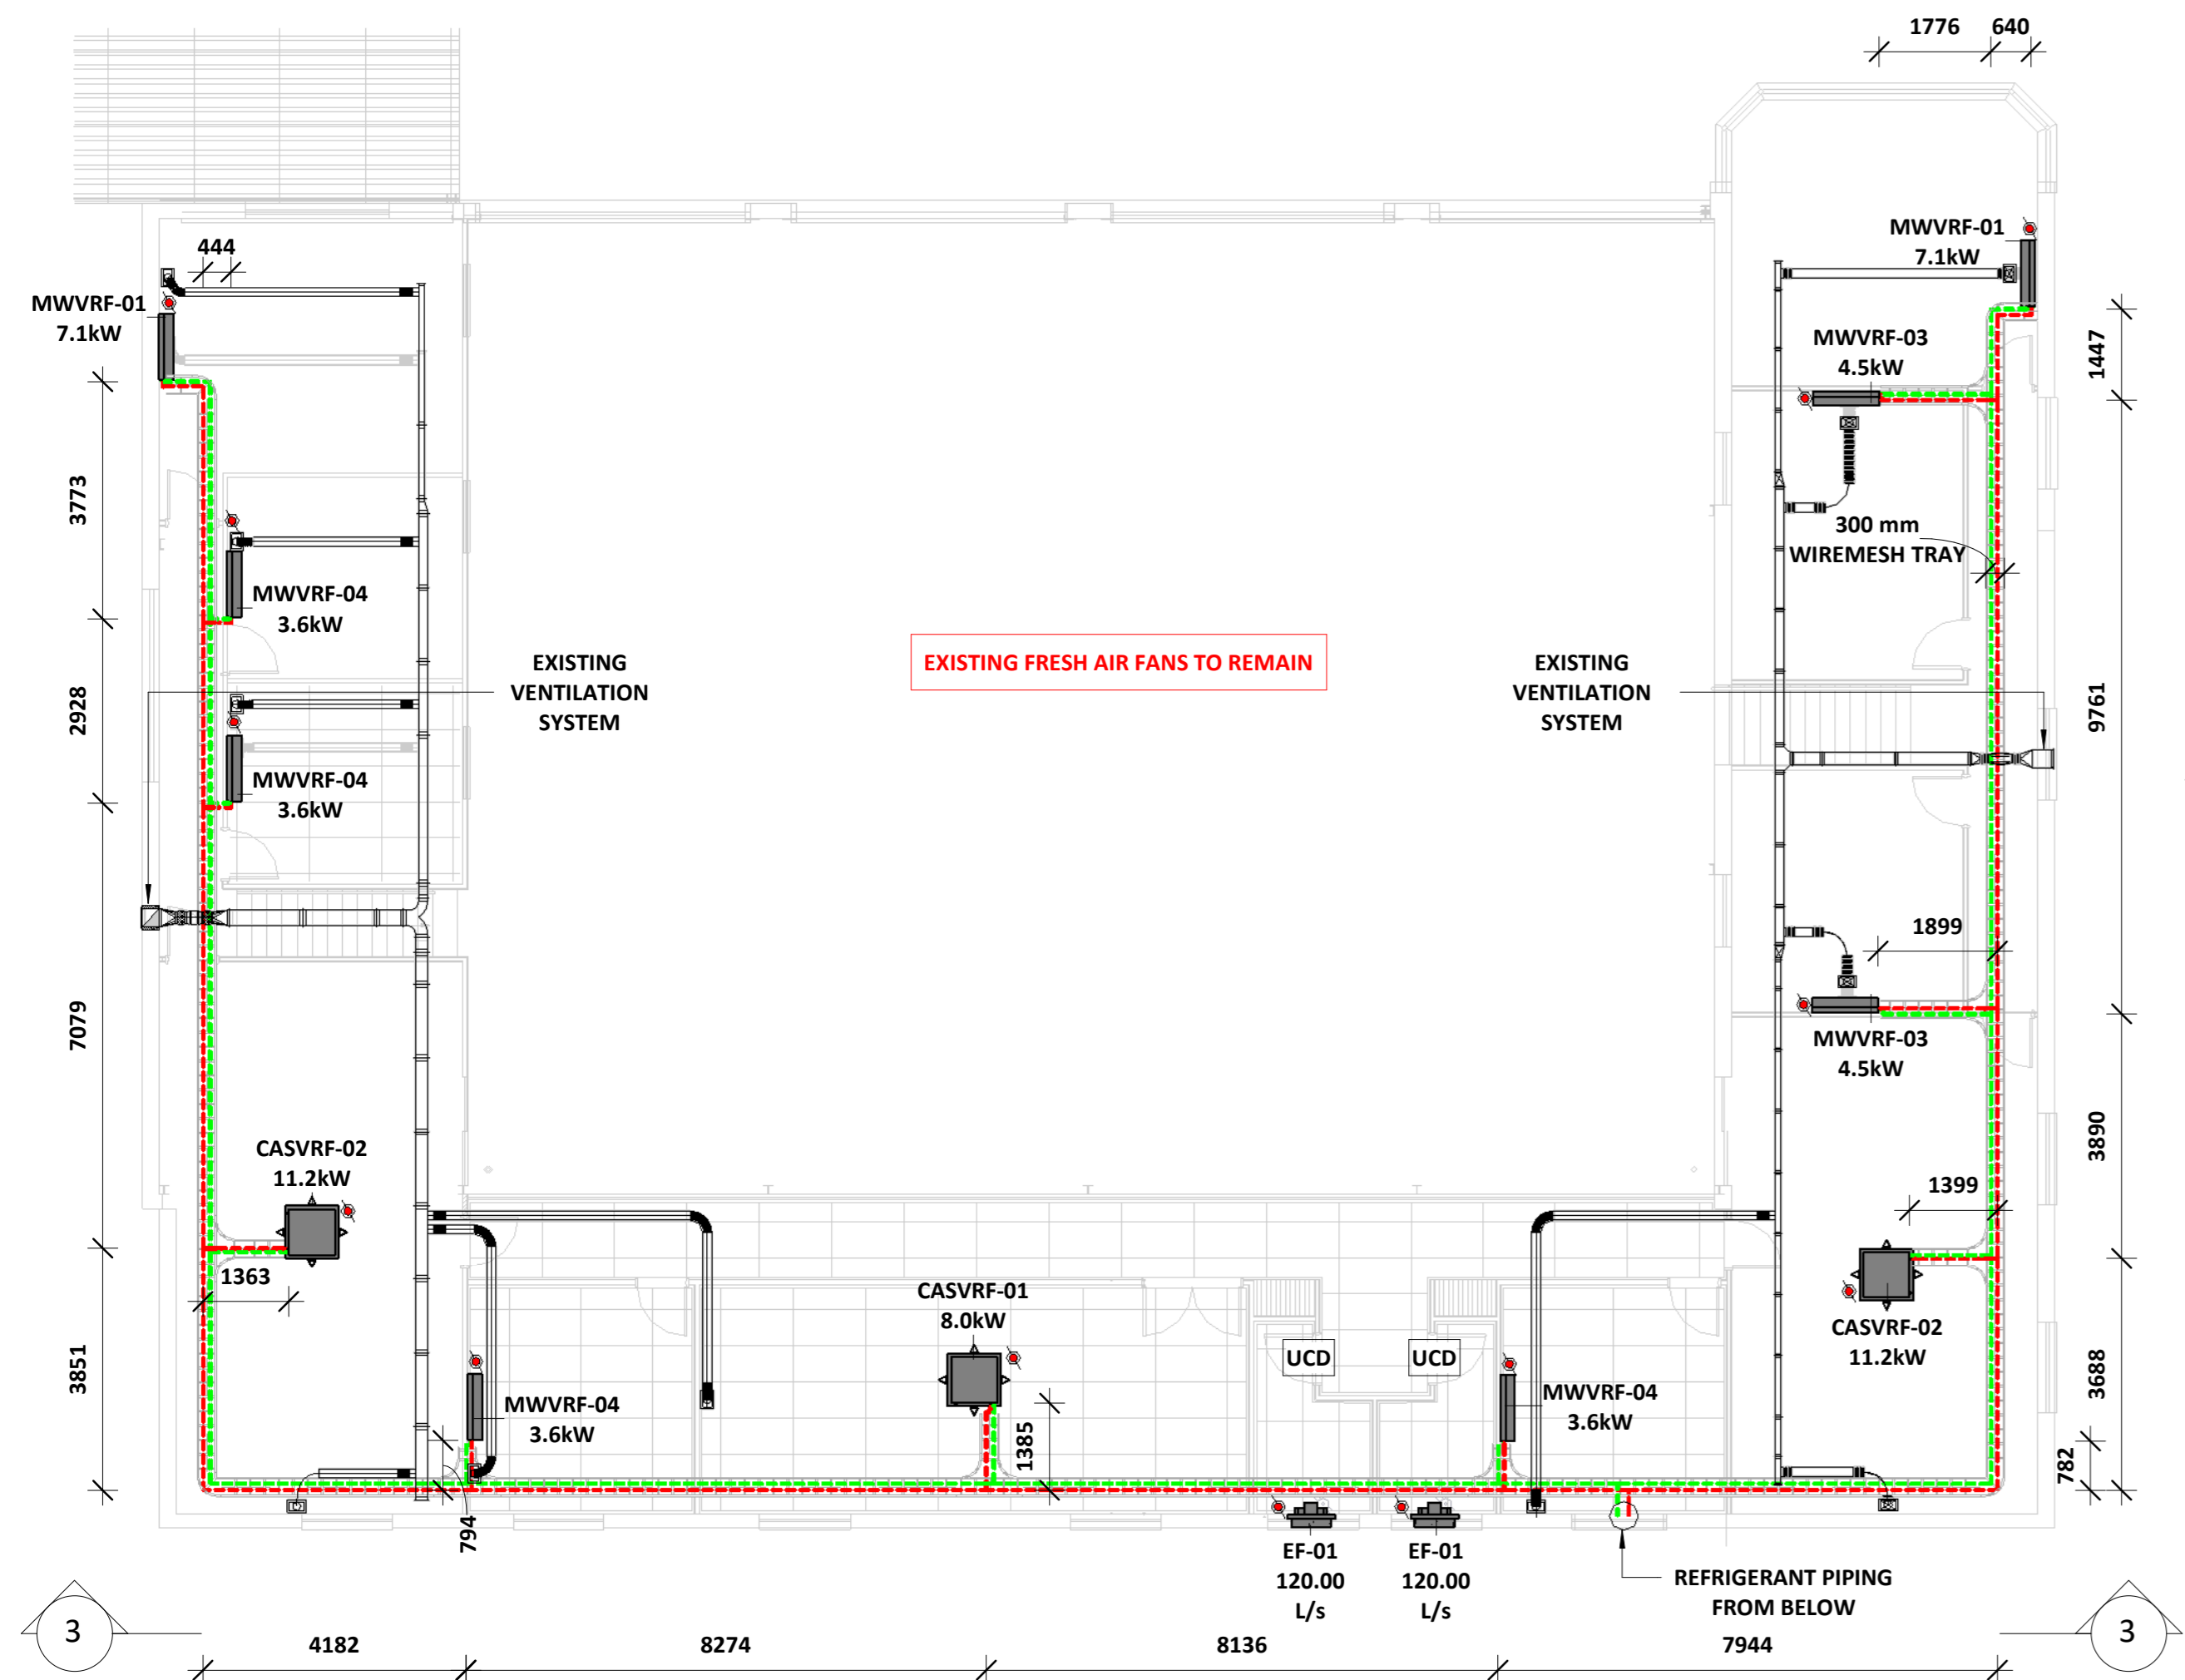 1776 640
MWVRF-01
7.1kW
444
MWVRF-01
7.1kW
MWVRF-03
4.5kW
1447
3773
300 mm
WIREMESH TRAY
MWVRF-04
3.6kW
EXISTING
VENTILATION
SYSTEM
EXISTING FRESH AIR FANS TO REMAIN
EXISTING
VENTILATION
SYSTEM
2928
9761
MWVRF-04
3.6kW
1899
7079
MWVRF-03
4.5kW
CASVRF-02
11.2kW
3890
1399
1363
CASVRF-01
8.0kW
CASVRF-02
11.2kW
UCD
UCD
3851
MWVRF-04
3.6kW
1385
MWVRF-04
3.6kW
3688
782
794
EF-01
120.00
L/s
EF-01
120.00
L/s
REFRIGERANT PIPING
FROM BELOW
3
3
4182 8274 8136 7944